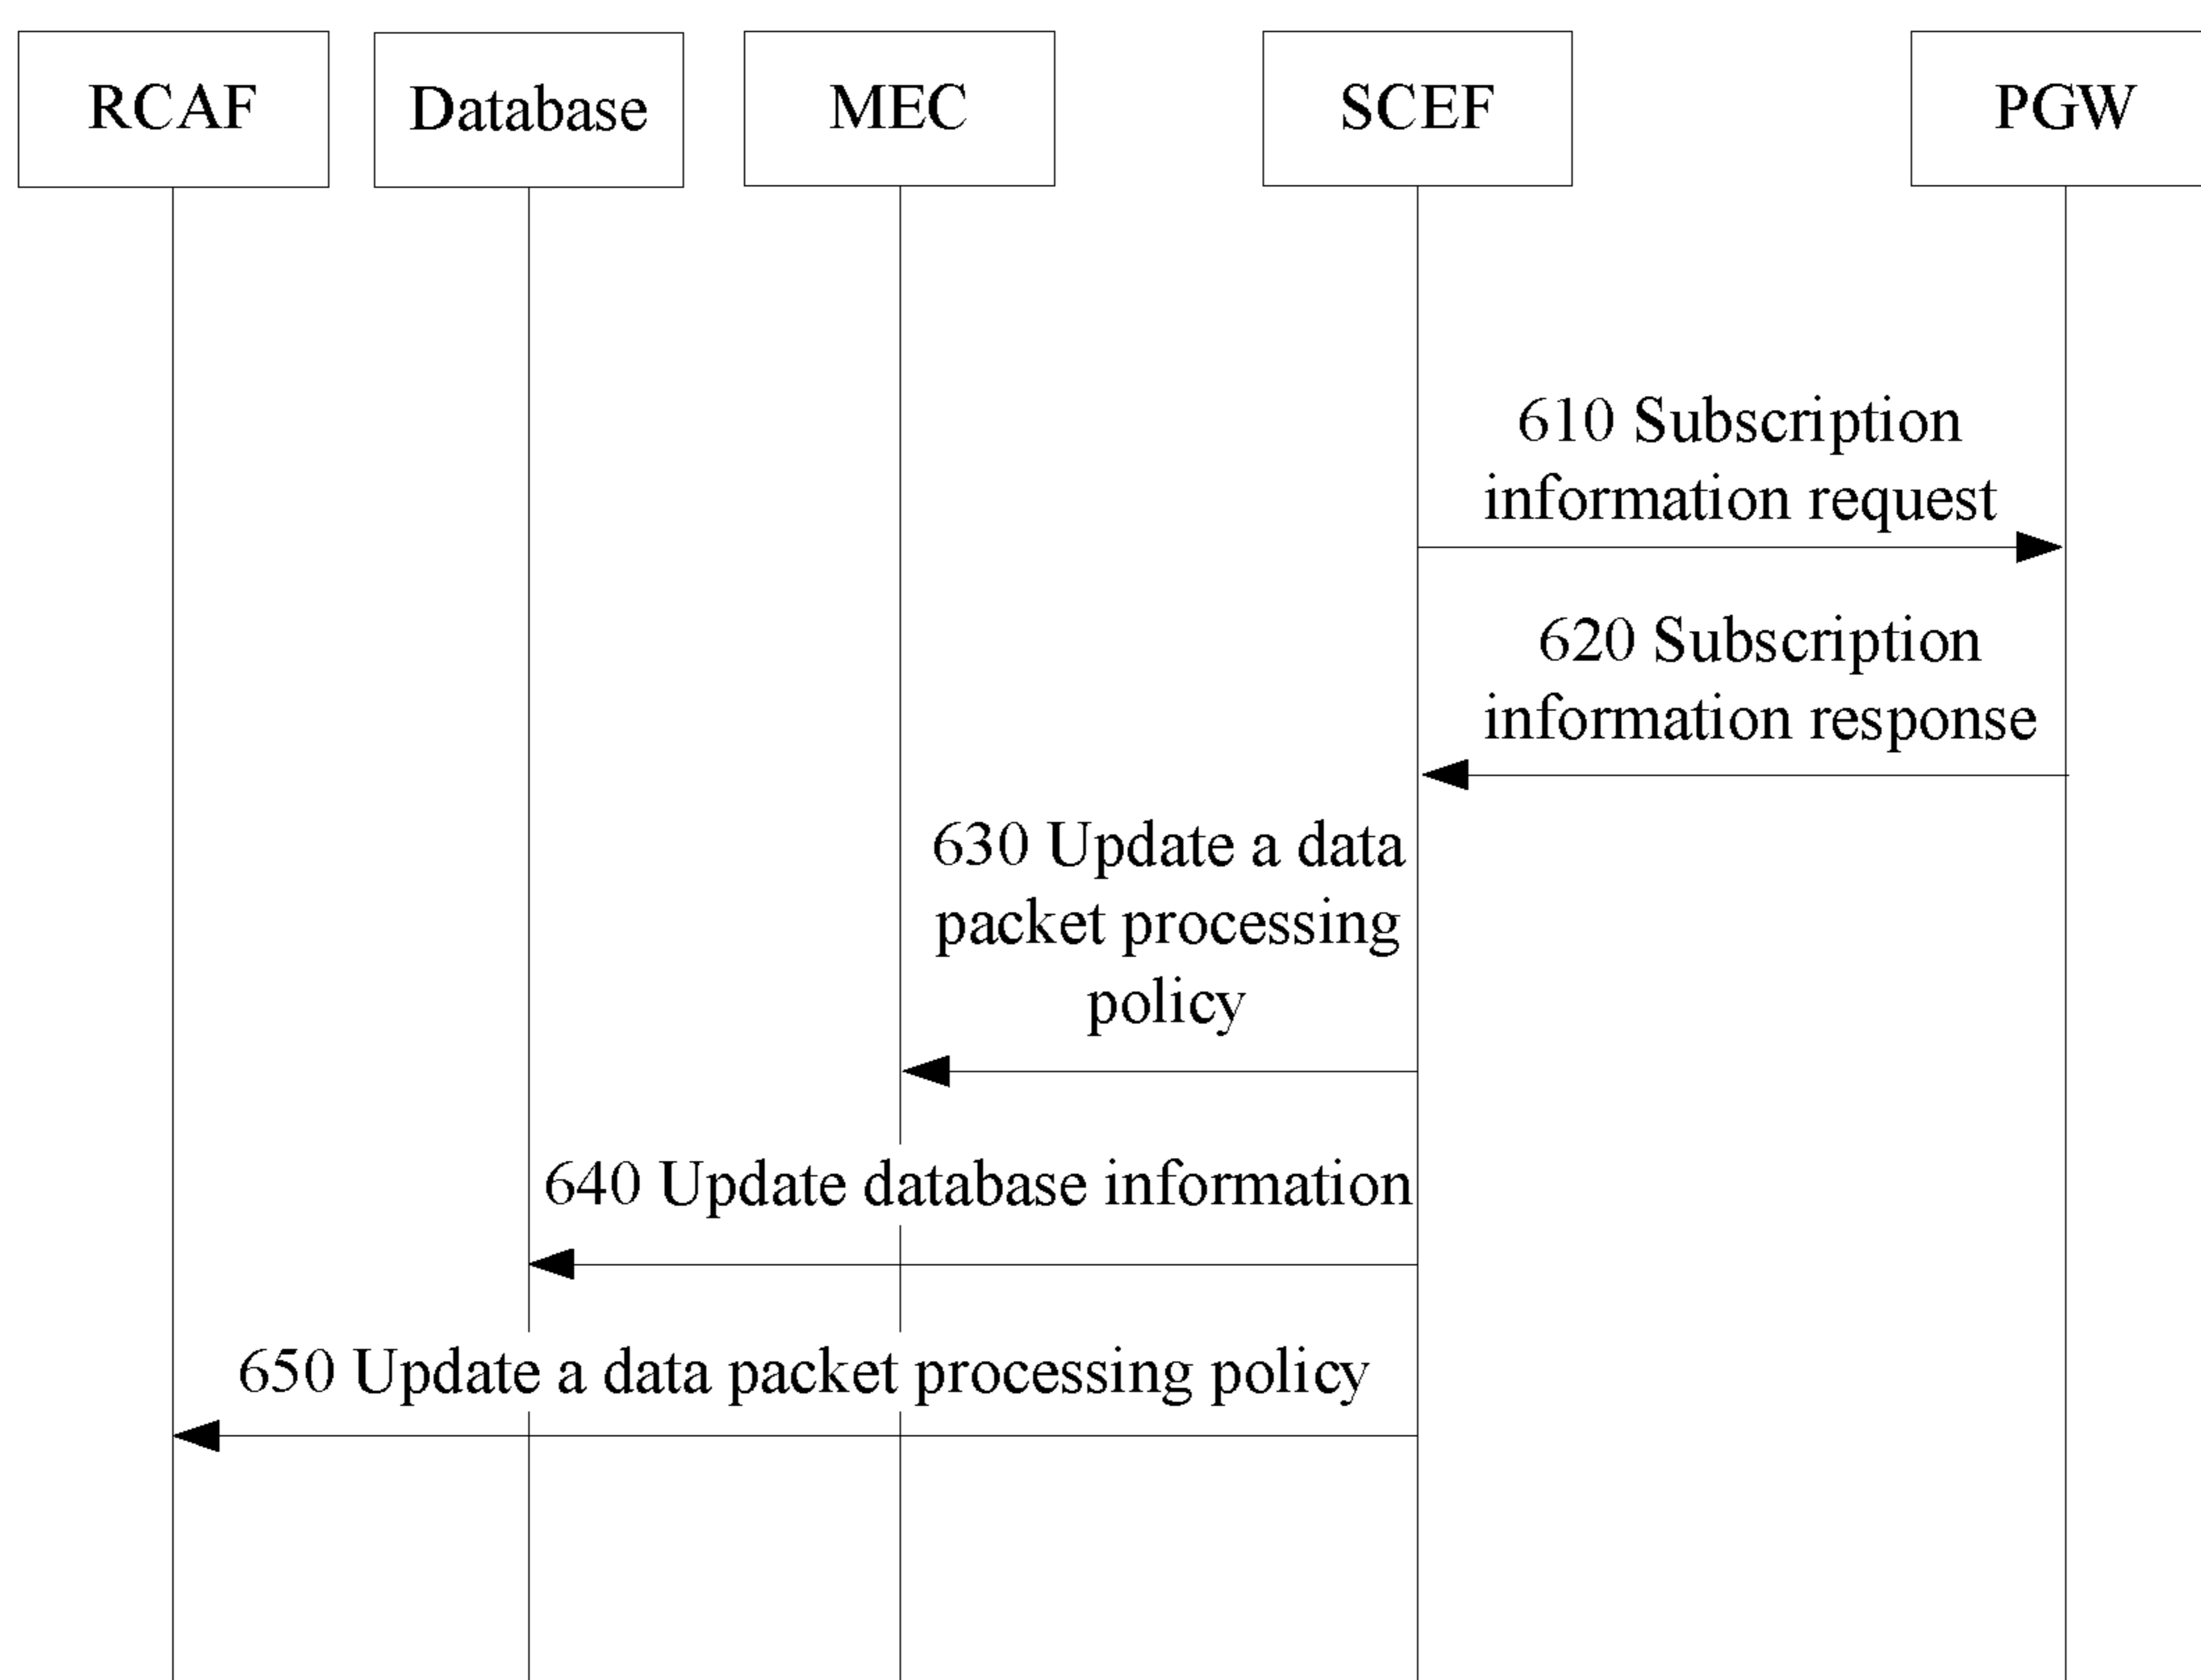 RCAF
Database
MEC
SCEF
PGW
610 Subscription
information request
620 Subscription
information response
630 Update a data
packet processing
policy
640 Update database information
650 Update a data packet processing policy